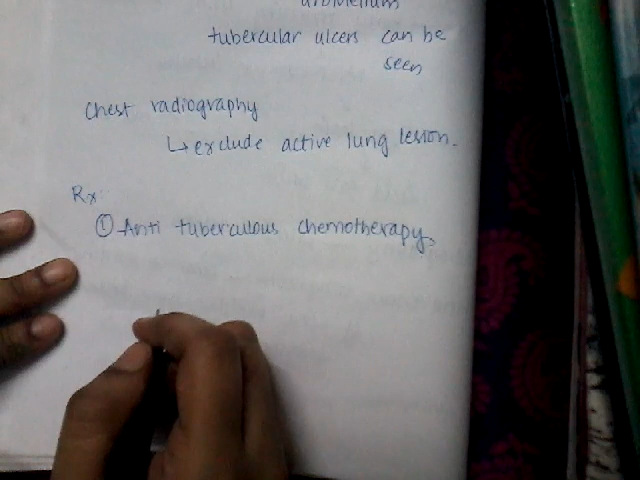 tubercular ulcers can be
seen
Chest radiography
↳ exclude active lung lesion.
Rx
① Anti tuberculous chemotherapy